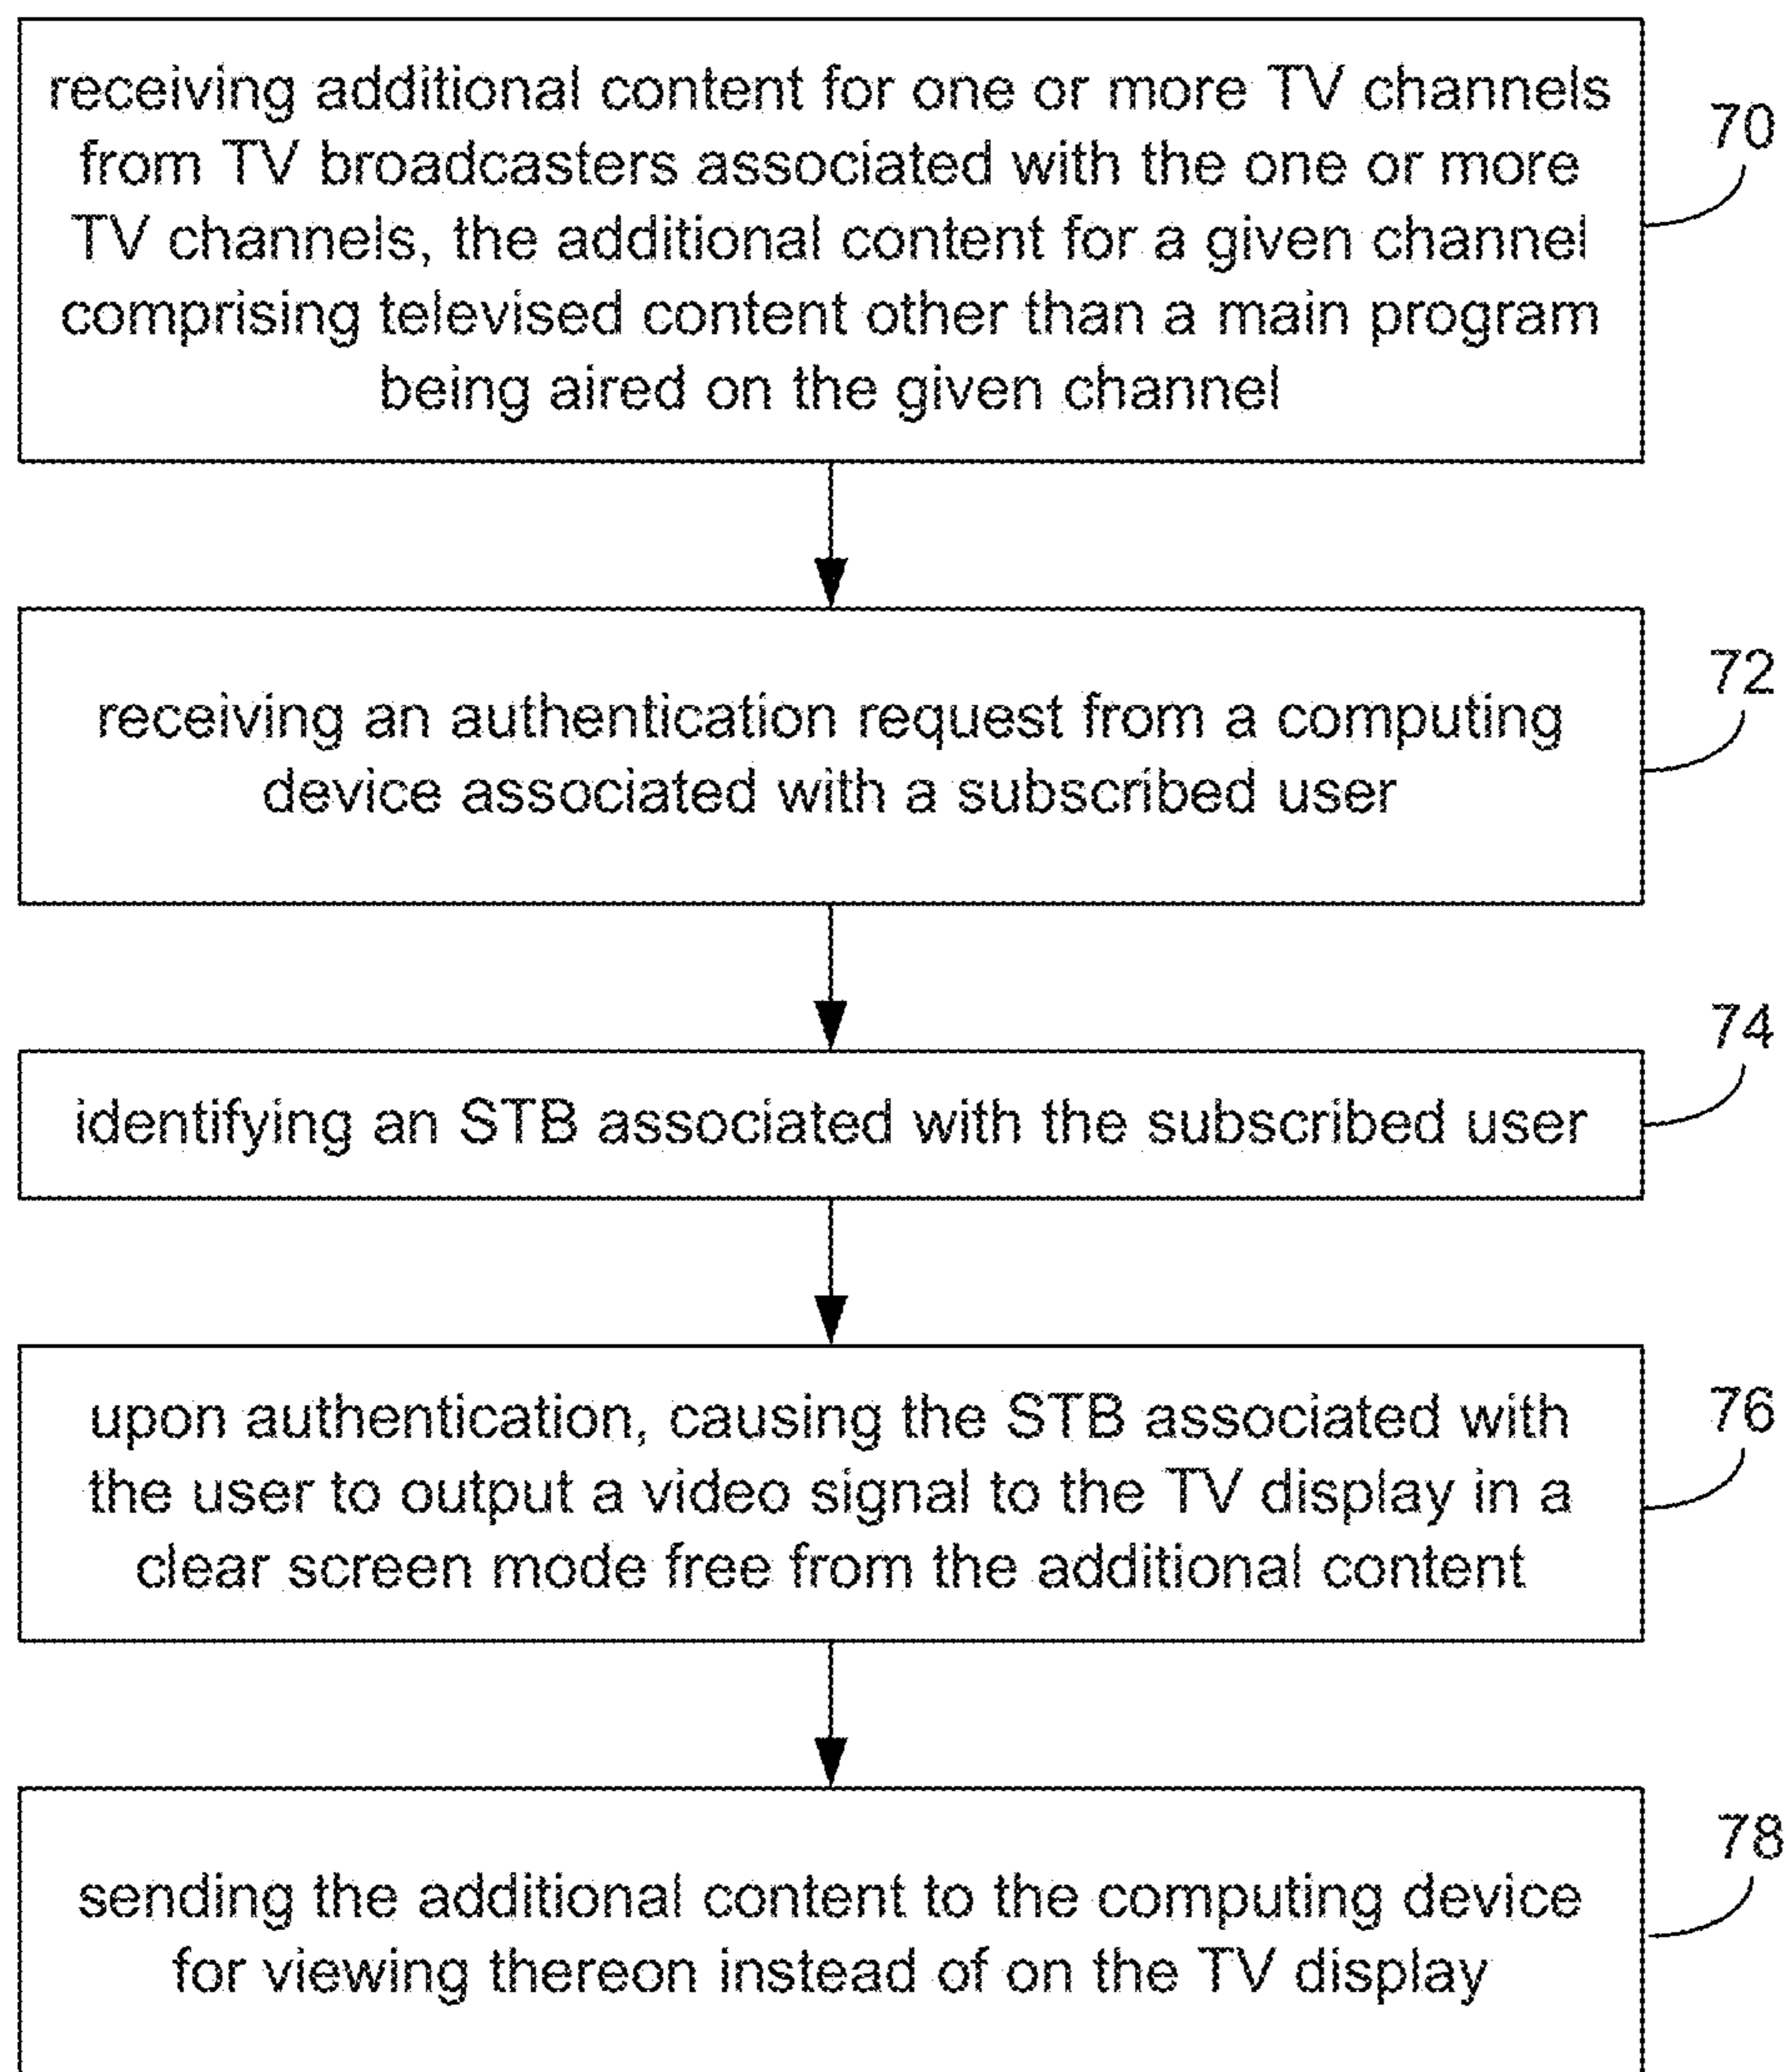 receiving additional content for one or more TV channels
from TV broadcasters associated with the one or more
TV channels, the additional content for a given channel
comprising televised content other than a main program
being aired on the given channel
70
receiving an authentication request from a computing
device associated with a subscribed user
72
identifying an STB associated with the subscribed user
74
upon authentication, causing the STB associated with
the user to output a video signal to the TV display in a
clear screen mode free from the additional content
76
sending the additional content to the computing device
for viewing thereon instead of on the TV display
78